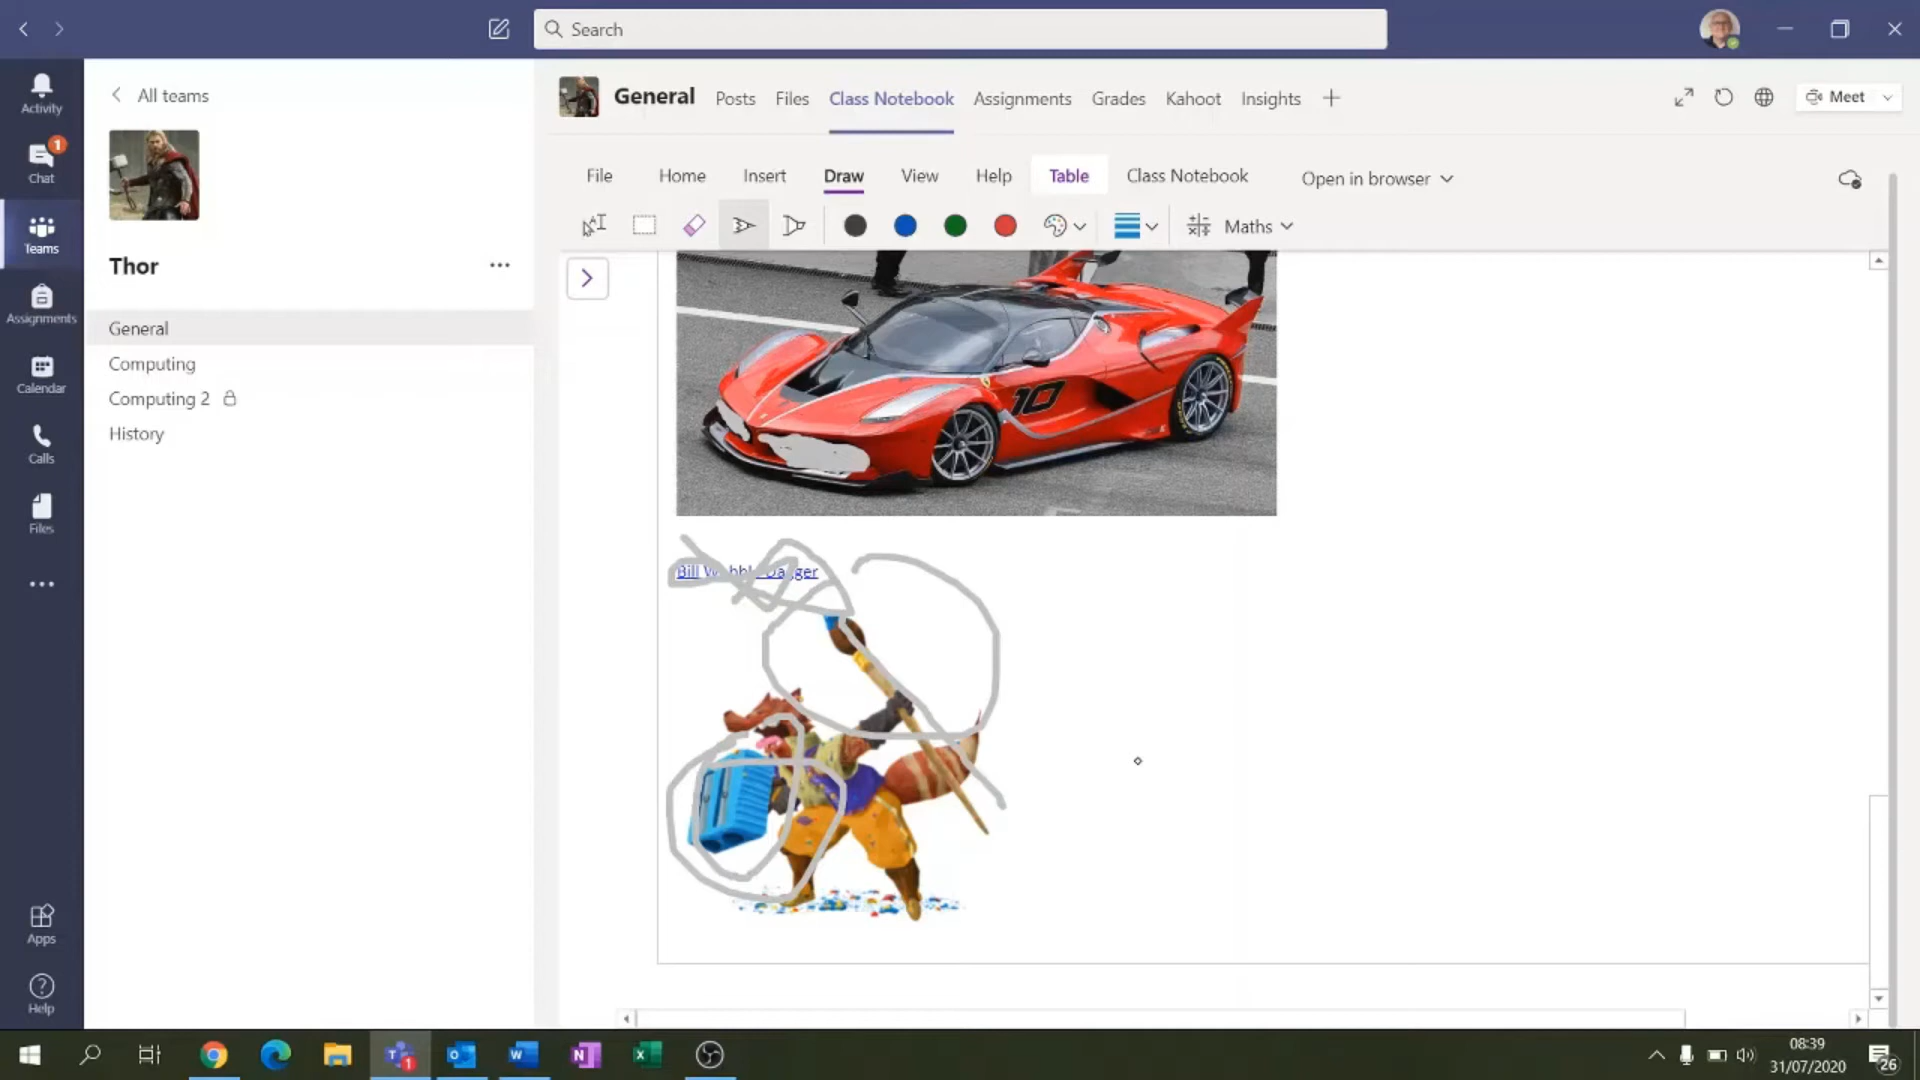 Search
Activity
Chat
1
Teams
Assignments
Calendar
Calls
Files
Apps
Help
All teams
Thor
General
Computing
Computing 2
History
General Posts Files Class Notebook Assignments Grades Kahoot Insights
Meet
File Home Insert Draw View Help Table Class Notebook Open in browser
Maths
10
Bill
08:39
31/07/2020
26